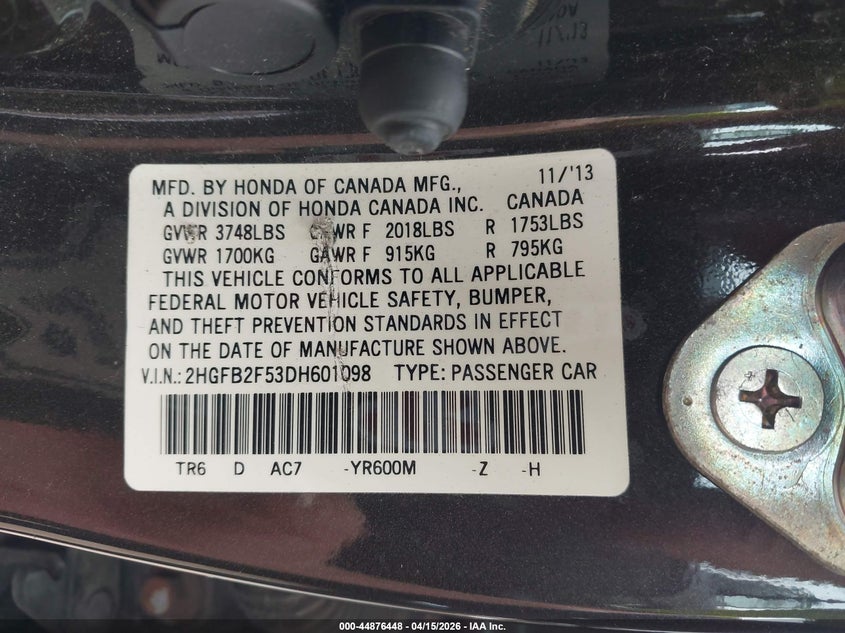 MFD. BY HONDA OF CANADA MFG., 11/'13
A DIVISION OF HONDA CANADA INC. CANADA
GVWR 3748LBS GAWR F 2018LBS R 1753LBS
GVWR 1700KG GAWR F 915KG R 795KG
THIS VEHICLE CONFORMS TO ALL APPLICABLE
FEDERAL MOTOR VEHICLE SAFETY, BUMPER,
AND THEFT PREVENTION STANDARDS IN EFFECT
ON THE DATE OF MANUFACTURE SHOWN ABOVE.
V.I.N.: 2HGFB2F53DH601098 TYPE: PASSENGER CAR
TR6 D AC7 -YR600M -Z -H
000-44876448 - 04/15/2026 - IAA Inc.